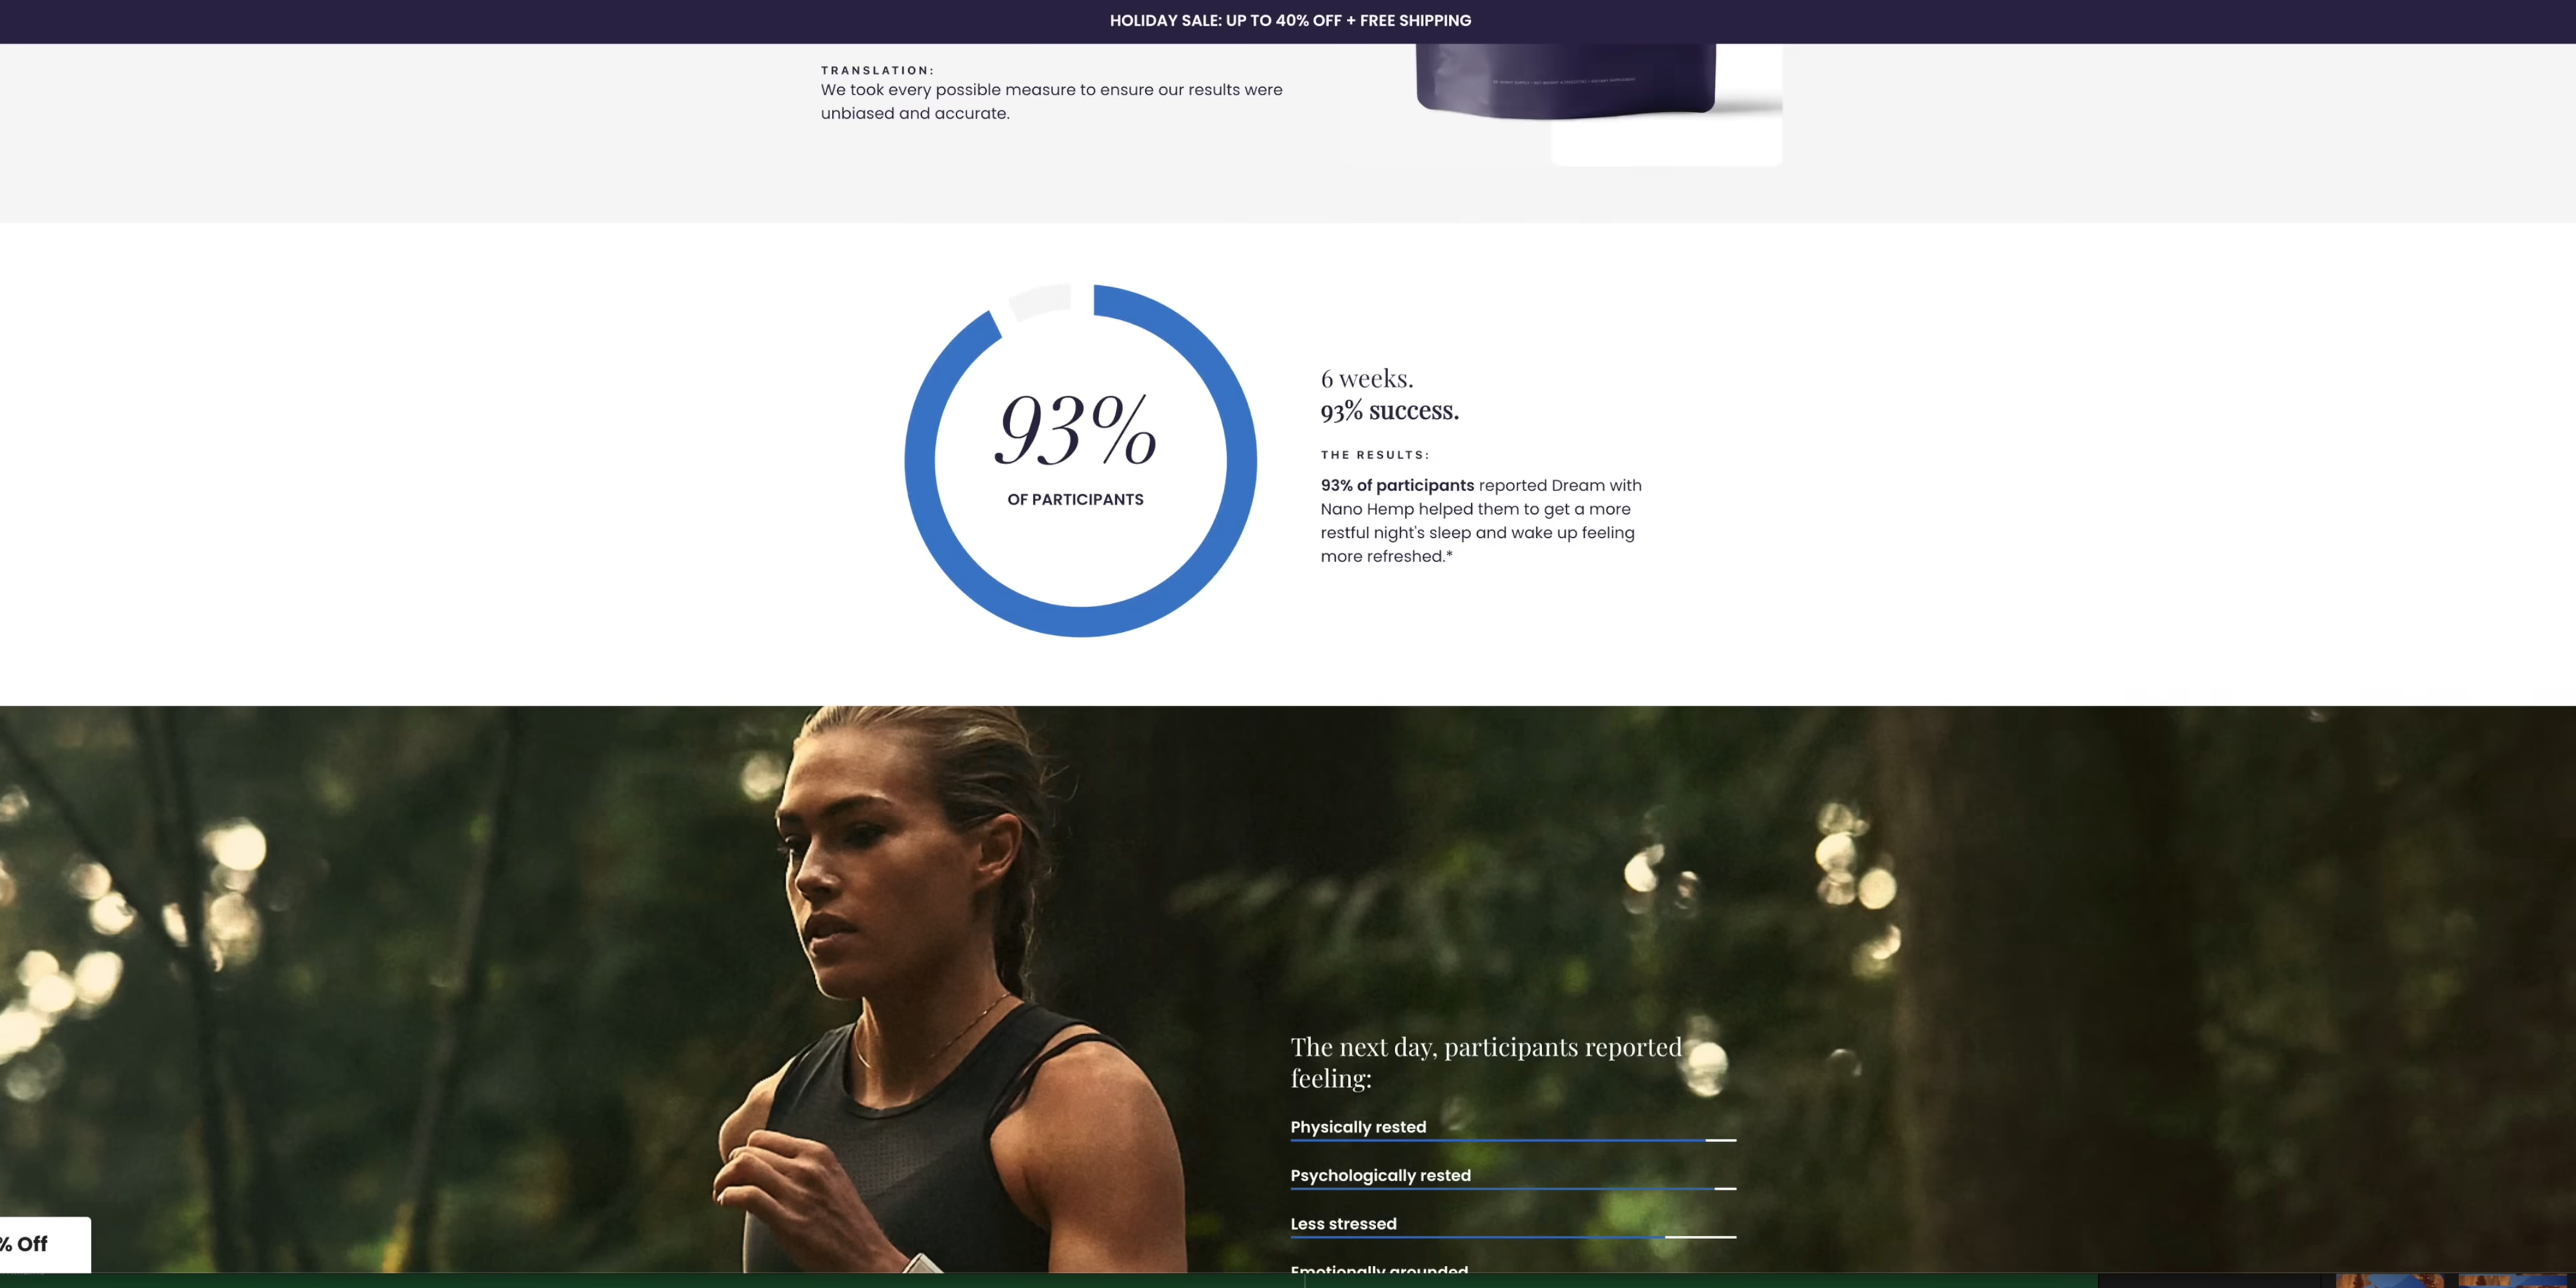 HOLIDAY SALE: UP TO 40% OFF + FREE SHIPPING
TRANSLATION:
We took every possible measure to ensure our results were
unbiased and accurate.
93%
OF PARTICIPANTS
6 weeks.
93% success.
THE RESULTS:
93% of participants reported Dream with
Nano Hemp helped them to get a more
restful night's sleep and wake up feeling
more refreshed.*
The next day, participants reported
feeling:
Physically rested
Psychologically rested
Less stressed
Emotionally grounded
% Off